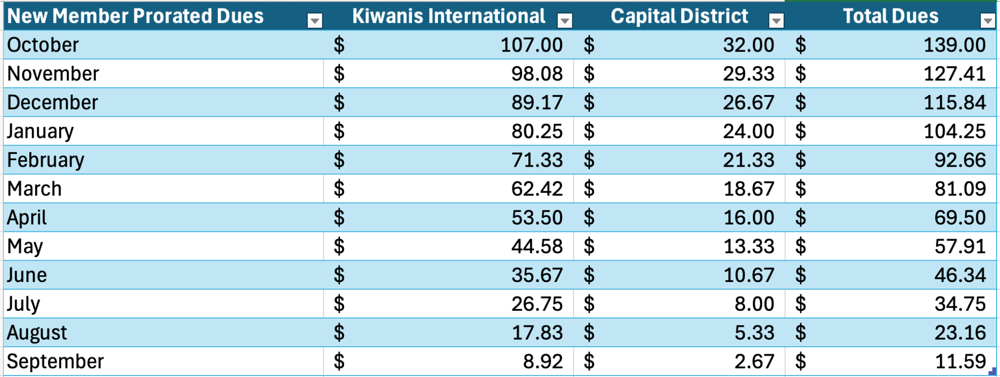 New Member Prorated Dues Kiwanis International Capital District Total Dues
October $ 107.00 $ 32.00 $ 139.00
November $ 98.08 $ 29.33 $ 127.41
December $ 89.17 $ 26.67 $ 115.84
January $ 80.25 $ 24.00 $ 104.25
February $ 71.33 $ 21.33 $ 92.66
March $ 62.42 $ 18.67 $ 81.09
April $ 53.50 $ 16.00 $ 69.50
May $ 44.58 $ 13.33 $ 57.91
June $ 35.67 $ 10.67 $ 46.34
July $ 26.75 $ 8.00 $ 34.75
August $ 17.83 $ 5.33 $ 23.16
September $ 8.92 $ 2.67 $ 11.59